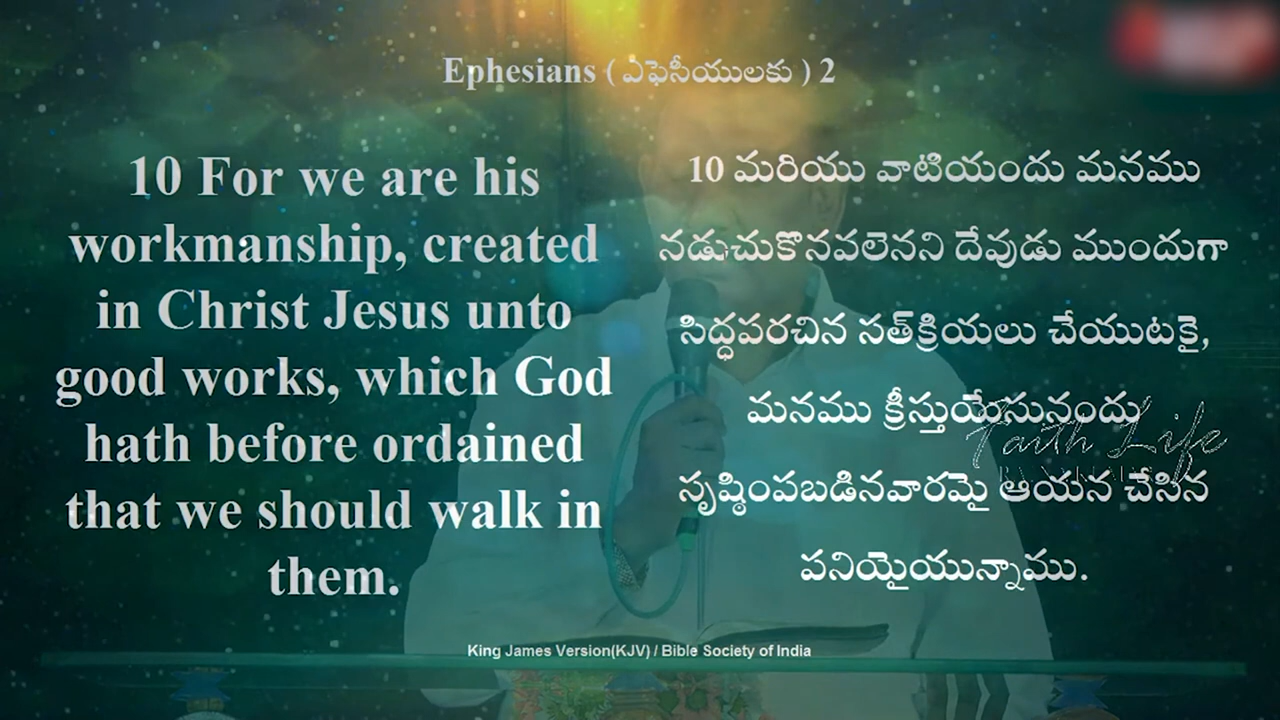 Ephesians ( ఎఫెసీయులకు ) 2
10 For we are his
workmanship, created
in Christ Jesus unto
good works, which God
hath before ordained
that we should walk in
them.
10 మరియు వాటియందు మనము
నడుచుకొనవలెనని దేవుడు ముందుగా
సిద్ధపరచిన సత్‌క్రియలు చేయుటకై,
మనము క్రీస్తుయేసునందు
సృష్ఠింపబడినవారమై ఆయన చేసిన
పనియైయున్నాము.
Faith Life
King James Version(KJV) / Bible Society of India